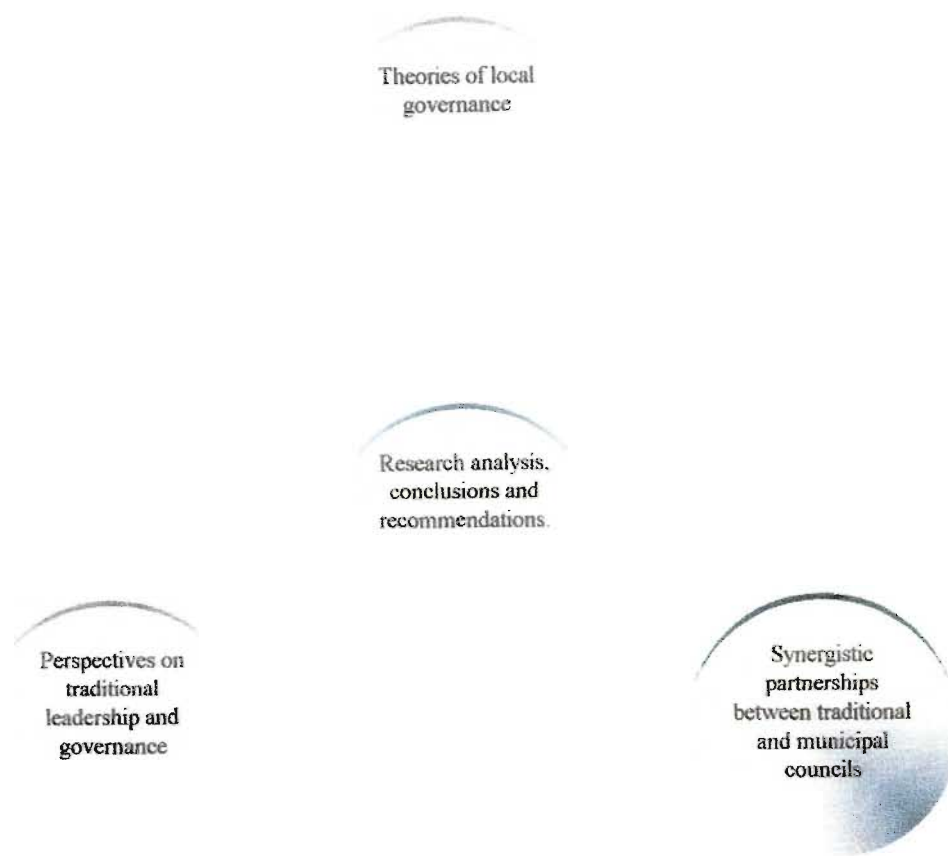 Theories of local
governance
Research analysis,
conclusions and
recommendations.
Perspectives on
traditional
leadership and
governance
Synergistic
partnerships
between traditional
and municipal
councils